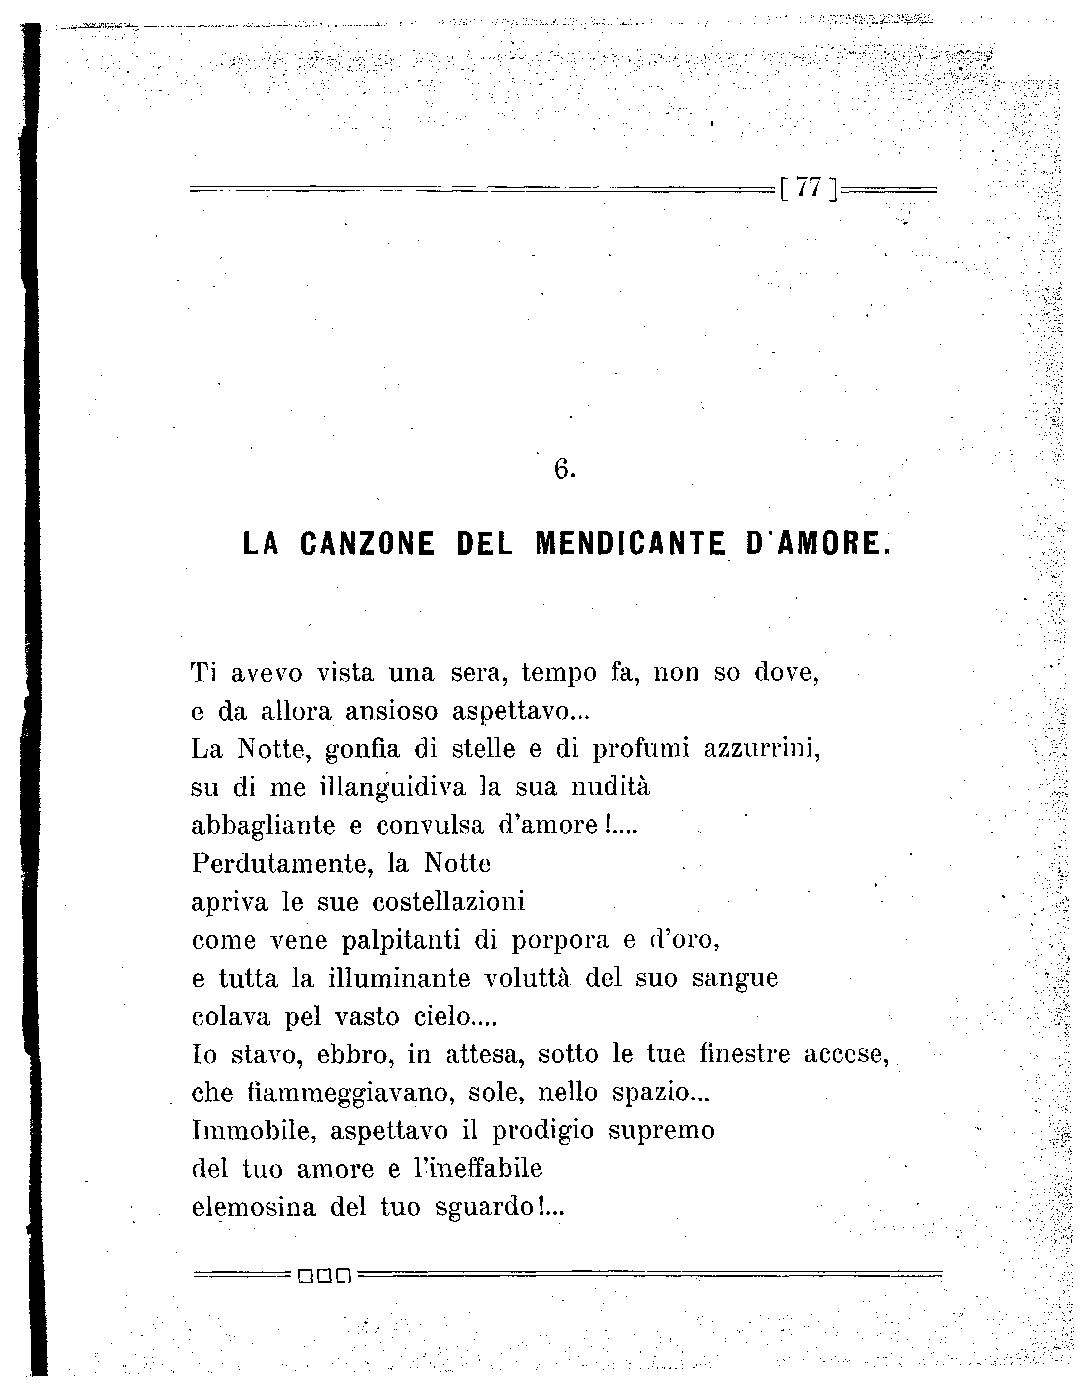 [ 77 ]
6.
LA CANZONE DEL MENDICANTE D'AMORE.
Ti avevo vista una sera, tempo fa, non so dove,
e da allora ansioso aspettavo...
La Notte, gonfia di stelle e di profumi azzurrini,
su di me illanguidiva la sua nudità
abbagliante e convulsa d'amore!....
Perdutamente, la Notte
apriva le sue costellazioni
come vene palpitanti di porpora e d'oro,
e tutta la illuminante voluttà del suo sangue
colava pel vasto cielo....
Io stavo, ebbro, in attesa, sotto le tue finestre accese,
che fiammeggiavano, sole, nello spazio...
Immobile, aspettavo il prodigio supremo
del tuo amore e l'ineffabile
elemosina del tuo sguardo!...